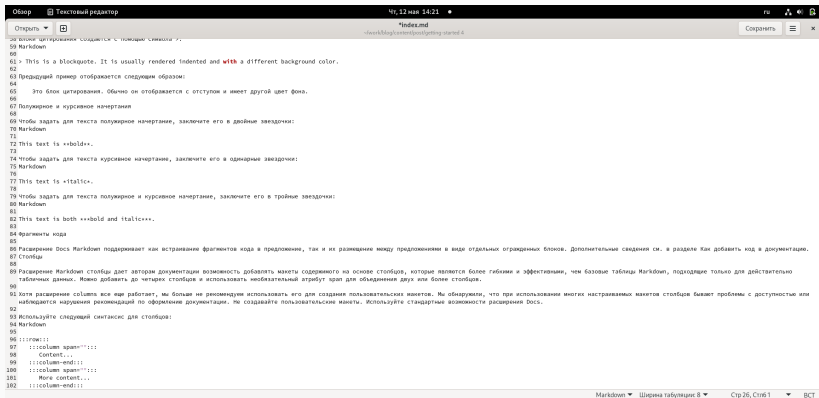 Обзор Текстовый редактор Чт, 12 мая 14:21 ru
Открыть *index.md Сохранить
~/work/blog/content/post/getting-started 4
58 Блоки цитирования создаются с помощью символа >.
59 Markdown
60
61 > This is a blockquote. It is usually rendered indented and with a different background color.
62
63 Предыдущий пример отображается следующим образом:
64
65 Это блок цитирования. Обычно он отображается с отступом и имеет другой цвет фона.
66
67 Полужирное и курсивное начертания
68
69 Чтобы задать для текста полужирное начертание, заключите его в двойные звездочки:
70 Markdown
71
72 This text is **bold**.
73
74 Чтобы задать для текста курсивное начертание, заключите его в одинарные звездочки:
75 Markdown
76
77 This text is *italic*.
78
79 Чтобы задать для текста полужирное и курсивное начертание, заключите его в тройные звездочки:
80 Markdown
81
82 This text is both ***bold and italic***.
83
84 Фрагменты кода
85
86 Расширение Docs Markdown поддерживает как встраивание фрагментов кода в предложение, так и их размещение между предложениями в виде отдельных огражденных блоков. Дополнительные сведения см. в разделе Как добавить код в документацию.
87 Столбцы
88
89 Расширение Markdown столбцы дает авторам документации возможность добавлять макеты содержимого на основе столбцов, которые являются более гибкими и эффективными, чем базовые таблицы Markdown, подходящие только для действительно
табличных данных. Можно добавить до четырех столбцов и использовать необязательный атрибут span для объединения двух или более столбцов.
90
91 Хотя расширение columns все еще работает, мы больше не рекомендуем использовать его для создания пользовательских макетов. Мы обнаружили, что при использовании многих настраиваемых макетов столбцов бывают проблемы с доступностью или
наблюдаются нарушения рекомендаций по оформлению документации. Не создавайте пользовательские макеты. Используйте стандартные возможности расширения Docs.
92
93 Используйте следующий синтаксис для столбцов:
94 Markdown
95
96 :::row:::
97 :::column span="":::
98 Content...
99 :::column-end:::
100 :::column span="":::
101 More content...
102 :::column-end:::
Markdown Ширина табуляции: 8 Стр 26, Стлб 1 ВСТ